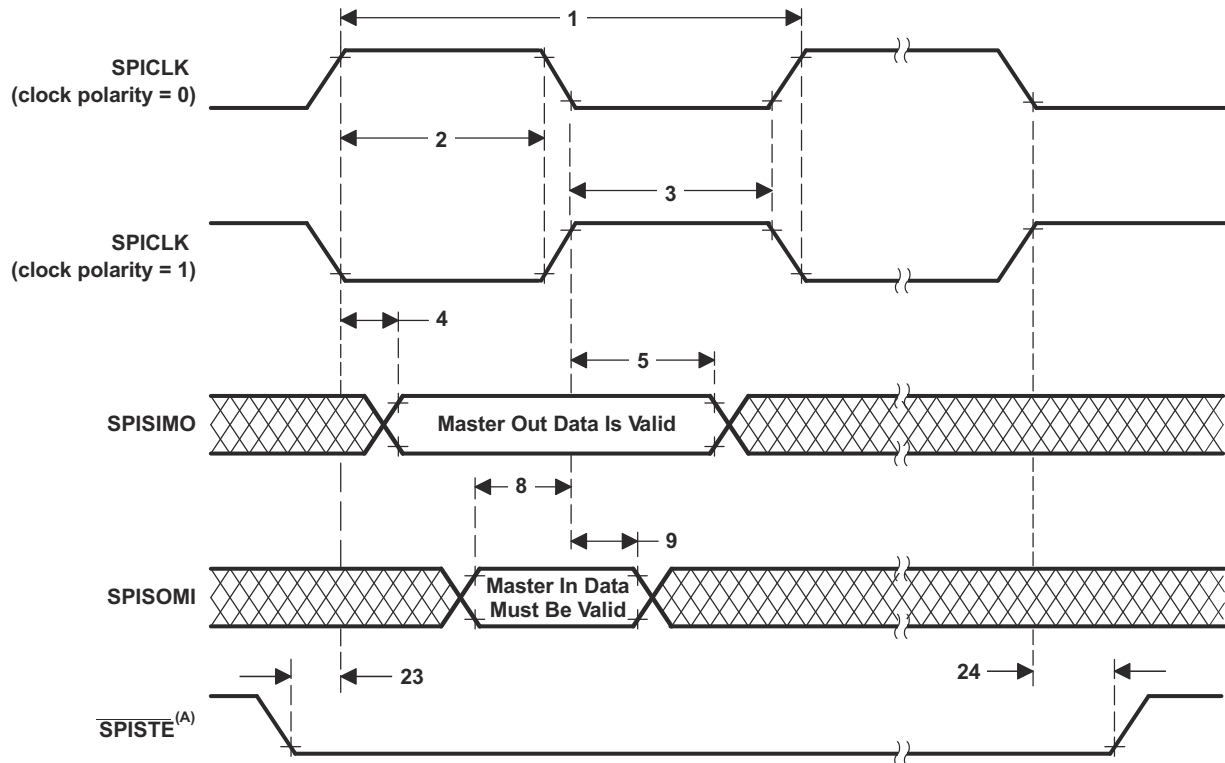 1
SPICLK
(clock polarity = 0)
2
3
SPICLK
(clock polarity = 1)
4
5
SPISIMO
Master Out Data Is Valid
8
9
SPISOMI
Master In Data
Must Be Valid
23
24
SPISTE(A)